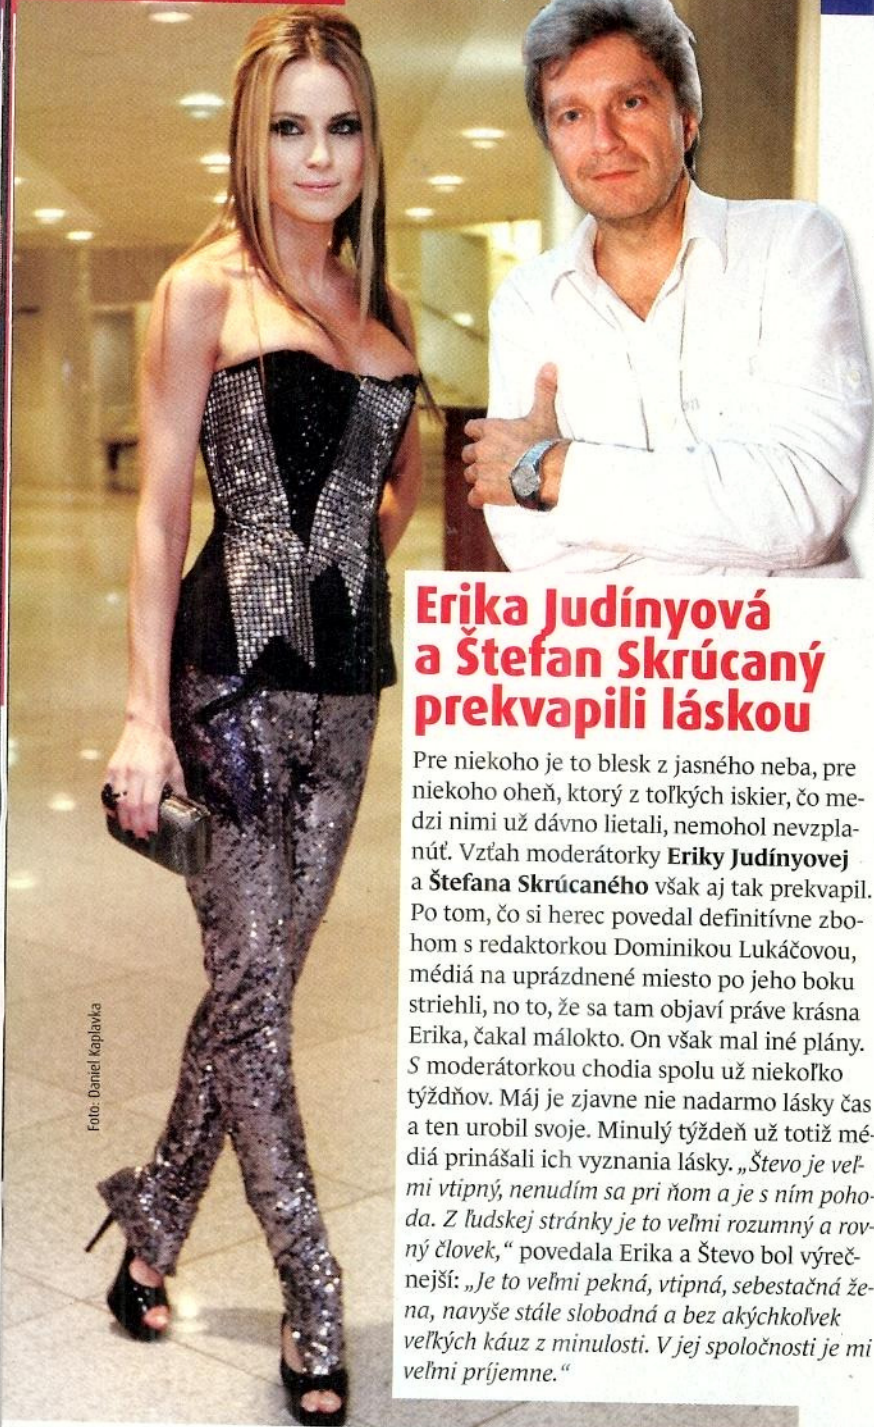 Erika Judínyová
a Štefan Skrúcaný
prekvapili láskou
Pre niekoho je to blesk z jasného neba, pre
niekoho oheň, ktorý z toľkých iskier, čo me-
dzi nimi už dávno lietali, nemohol nevzpla-
núť. Vzťah moderátorky Eriky Judínyovej
a Štefana Skrúcaného však aj tak prekvapil.
Po tom, čo si herec povedal definitívne zbo-
hom s redaktorkou Dominikou Lukáčovou,
médiá na uprázdnené miesto po jeho boku
striehli, no to, že sa tam objaví práve krásna
Erika, čakal málokto. On však mal iné plány.
S moderátorkou chodia spolu už niekoľko
týždňov. Máj je zjavne nie nadarmo lásky čas
a ten urobil svoje. Minulý týždeň už totiž mé-
diá prinášali ich vyznania lásky. „Števo je veľ-
mi vtipný, nenudím sa pri ňom a je s ním poho-
da. Z ľudskej stránky je to veľmi rozumný a rov-
ný človek,“ povedala Erika a Števo bol výreč-
nejší: „Je to veľmi pekná, vtipná, sebestačná že-
na, navyše stále slobodná a bez akýchkoľvek
veľkých káuz z minulosti. V jej spoločnosti je mi
veľmi príjemne.“
Foto: Daniel Kaplavka